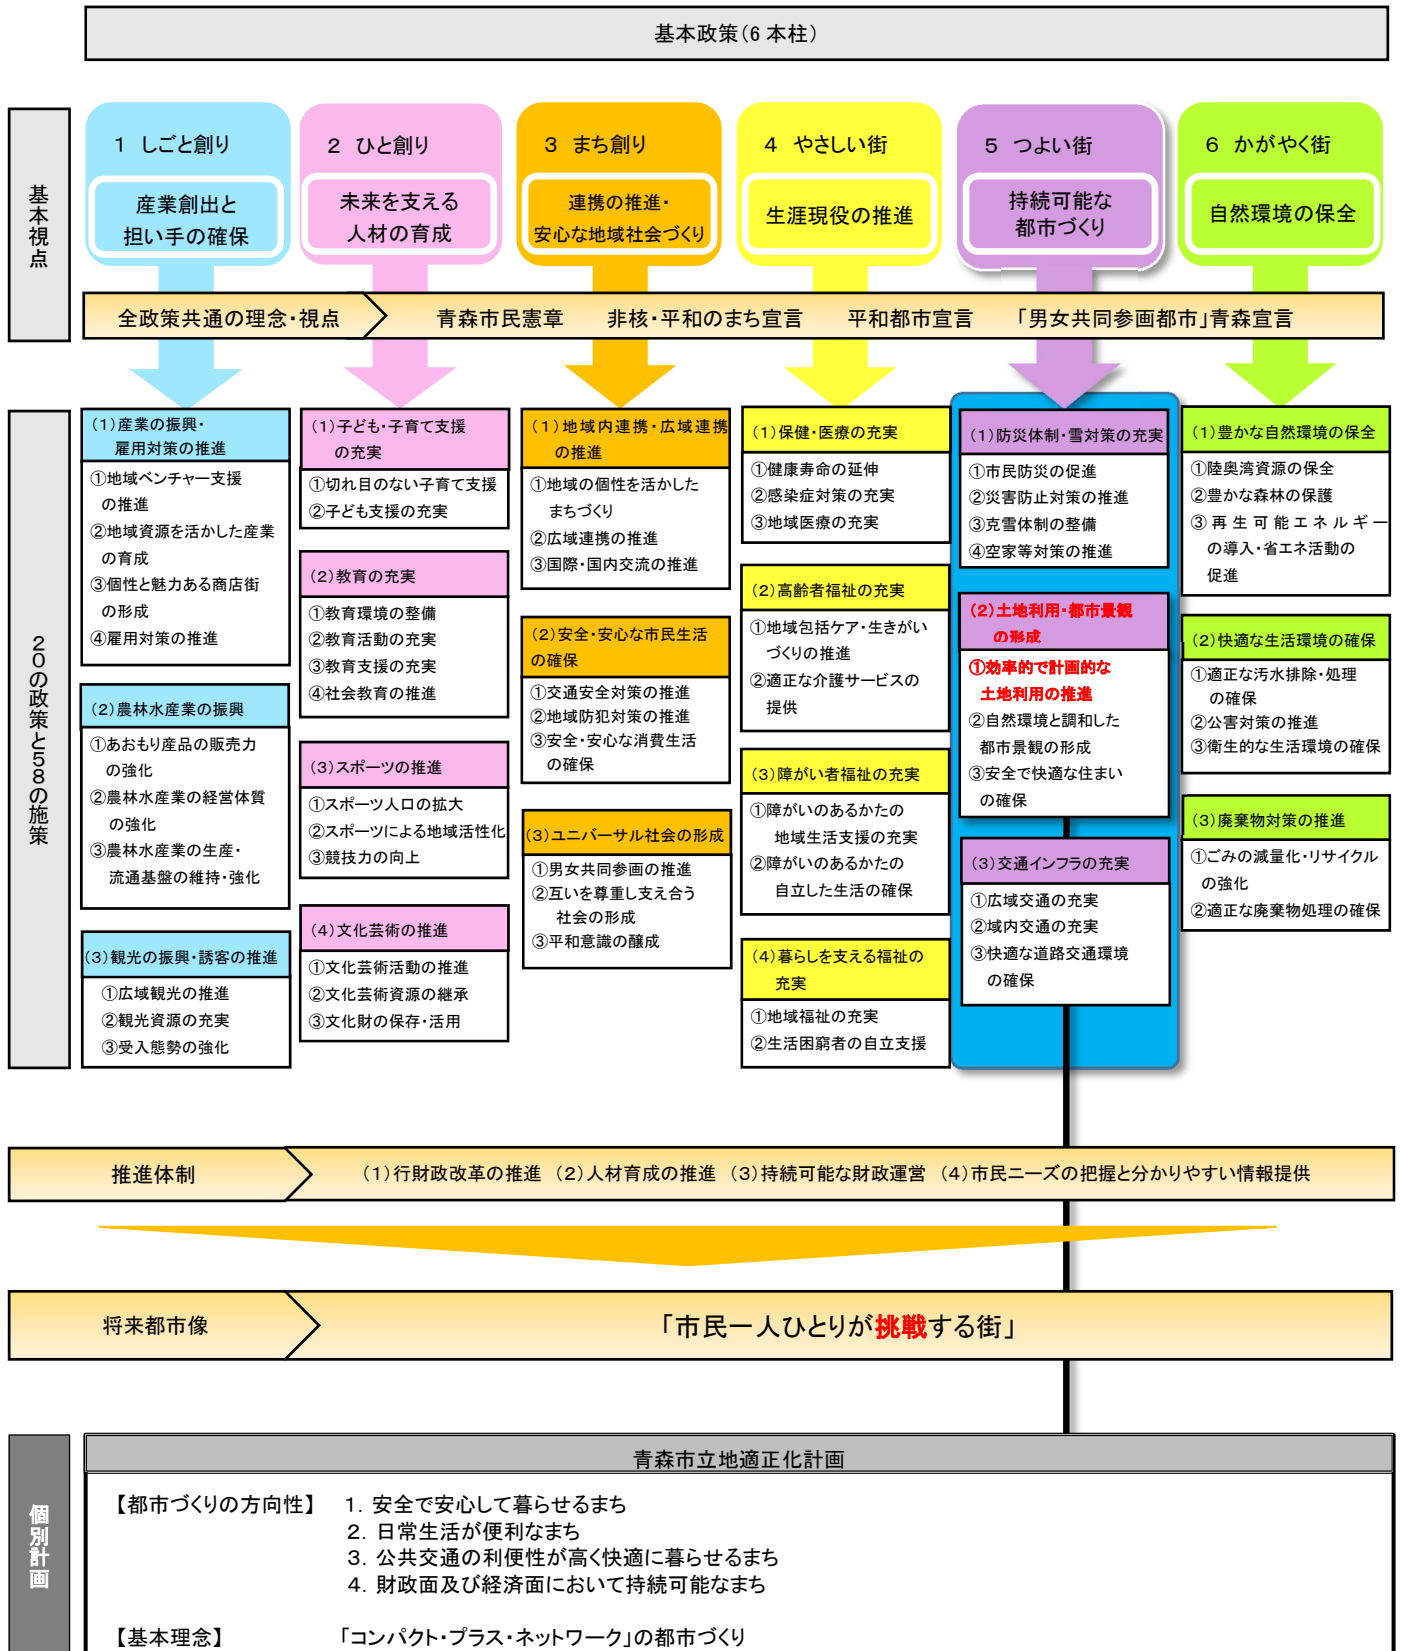 基本政策（6本柱）
基本視点
1 しごと創り
産業創出と
担い手の確保
2 ひと創り
未来を支える
人材の育成
3 まち創り
連携の推進・
安心な地域社会づくり
4 やさしい街
生涯現役の推進
5 つよい街
持続可能な
都市づくり
6 かがやく街
自然環境の保全
全政策共通の理念・視点
青森市民憲章 非核・平和のまち宣言 平和都市宣言 「男女共同参画都市」青森宣言
20の政策と58の施策
（1）産業の振興・
雇用対策の推進
①地域ベンチャー支援
の推進
②地域資源を活かした産業
の育成
③個性と魅力ある商店街
の形成
④雇用対策の推進
（2）農林水産業の振興
①あおもり産品の販売力
の強化
②農林水産業の経営体質
の強化
③農林水産業の生産・
流通基盤の維持・強化
（3）観光の振興・誘客の推進
①広域観光の推進
②観光資源の充実
③受入態勢の強化
（1）子ども・子育て支援
の充実
①切れ目のない子育て支援
②子ども支援の充実
（2）教育の充実
①教育環境の整備
②教育活動の充実
③教育支援の充実
④社会教育の推進
（3）スポーツの推進
①スポーツ人口の拡大
②スポーツによる地域活性化
③競技力の向上
（4）文化芸術の推進
①文化芸術活動の推進
②文化芸術資源の継承
③文化財の保存・活用
（1）地域内連携・広域連携
の推進
①地域の個性を活かした
まちづくり
②広域連携の推進
③国際・国内交流の推進
（2）安全・安心な市民生活
の確保
①交通安全対策の推進
②地域防犯対策の推進
③安全・安心な消費生活
の確保
（3）ユニバーサル社会の形成
①男女共同参画の推進
②互いを尊重し支え合う
社会の形成
③平和意識の醸成
（1）保健・医療の充実
①健康寿命の延伸
②感染症対策の充実
③地域医療の充実
（2）高齢者福祉の充実
①地域包括ケア・生きがい
づくりの推進
②適正な介護サービスの
提供
（3）障がい者福祉の充実
①障がいのあるかたの
地域生活支援の充実
②障がいのあるかたの
自立した生活の確保
（4）暮らしを支える福祉の
充実
①地域福祉の充実
②生活困窮者の自立支援
（1）防災体制・雪対策の充実
①市民防災の促進
②災害防止対策の推進
③克雪体制の整備
④空家等対策の推進
（2）土地利用・都市景観
の形成
①効率的で計画的な
土地利用の推進
②自然環境と調和した
都市景観の形成
③安全で快適な住まい
の確保
（3）交通インフラの充実
①広域交通の充実
②域内交通の充実
③快適な道路交通環境
の確保
（1）豊かな自然環境の保全
①陸奥湾資源の保全
②豊かな森林の保護
③再生可能エネルギー
の導入・省エネ活動の
促進
（2）快適な生活環境の確保
①適正な汚水排除・処理
の確保
②公害対策の推進
③衛生的な生活環境の確保
（3）廃棄物対策の推進
①ごみの減量化・リサイクル
の強化
②適正な廃棄物処理の確保
推進体制
（1）行財政改革の推進 （2）人材育成の推進 （3）持続可能な財政運営 （4）市民ニーズの把握と分かりやすい情報提供
将来都市像
「市民一人ひとりが挑戦する街」
個別計画
青森市立地適正化計画
【都市づくりの方向性】 1．安全で安心して暮らせるまち
2．日常生活が便利なまち
3．公共交通の利便性が高く快適に暮らせるまち
4．財政面及び経済面において持続可能なまち
【基本理念】 「コンパクト・プラス・ネットワーク」の都市づくり